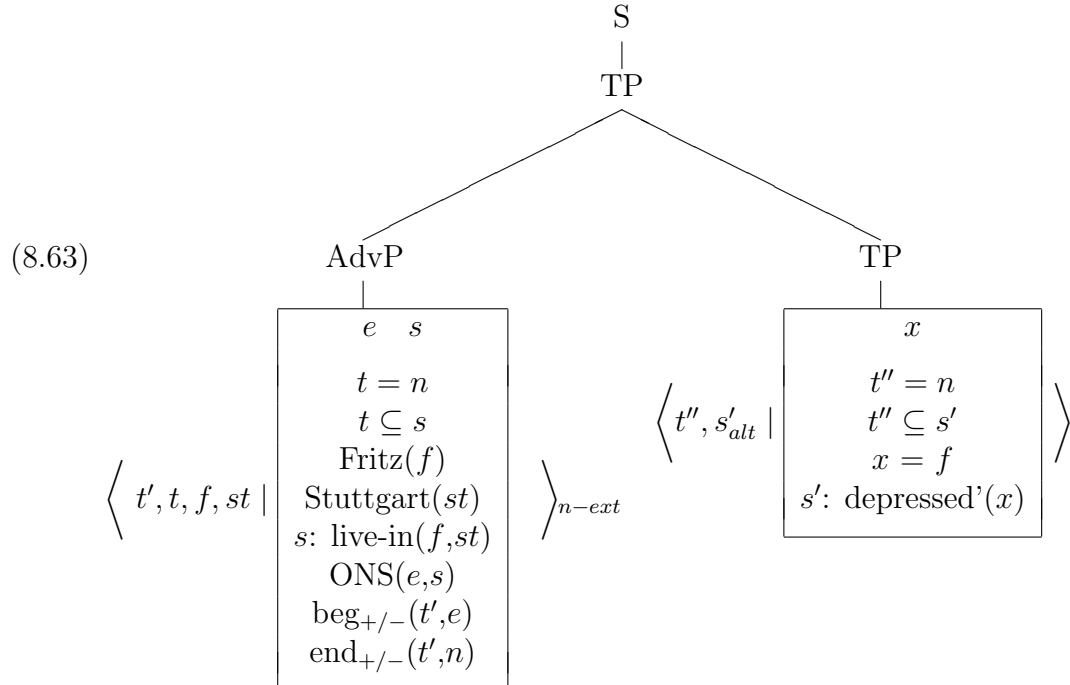 S
TP
(8.63) AdvP TP
⟨ t′, t, f, st |
e s
t = n
t ⊆ s
Fritz(f)
Stuttgart(st)
s: live-in(f,st)
ONS(e,s)
beg₊/₋(t′,e)
end₊/₋(t′,n)
⟩n−ext
⟨ t″, s′alt |
x
t″ = n
t″ ⊆ s′
x = f
s′: depressed’(x)
⟩